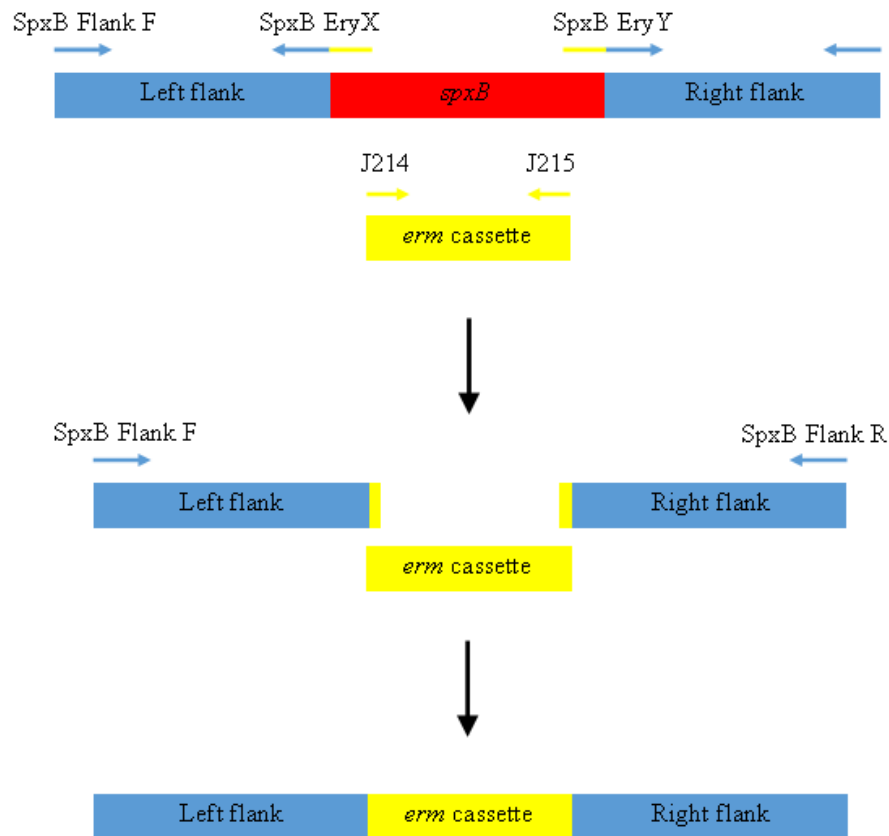 SpxB Flank F SpxB EryX SpxB EryY
Left flank spxB Right flank
J214 J215
erm cassette
SpxB Flank F SpxB Flank R
Left flank Right flank
erm cassette
Left flank erm cassette Right flank